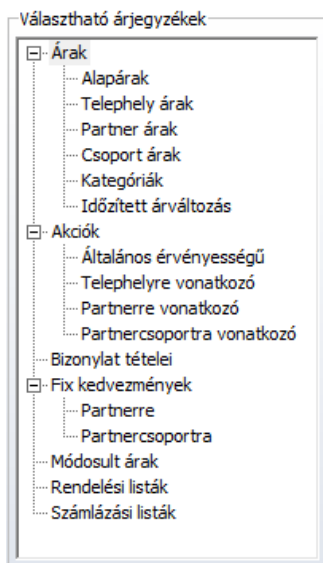 Választható árjegyzékek
Árak
Alapárak
Telephely árak
Partner árak
Csoport árak
Kategóriák
Időzített árváltozás
Akciók
Általános érvényességű
Telephelyre vonatkozó
Partnerre vonatkozó
Partnercsoportra vonatkozó
Bizonylat tételei
Fix kedvezmények
Partnerre
Partnercsoportra
Módosult árak
Rendelési listák
Számlázási listák